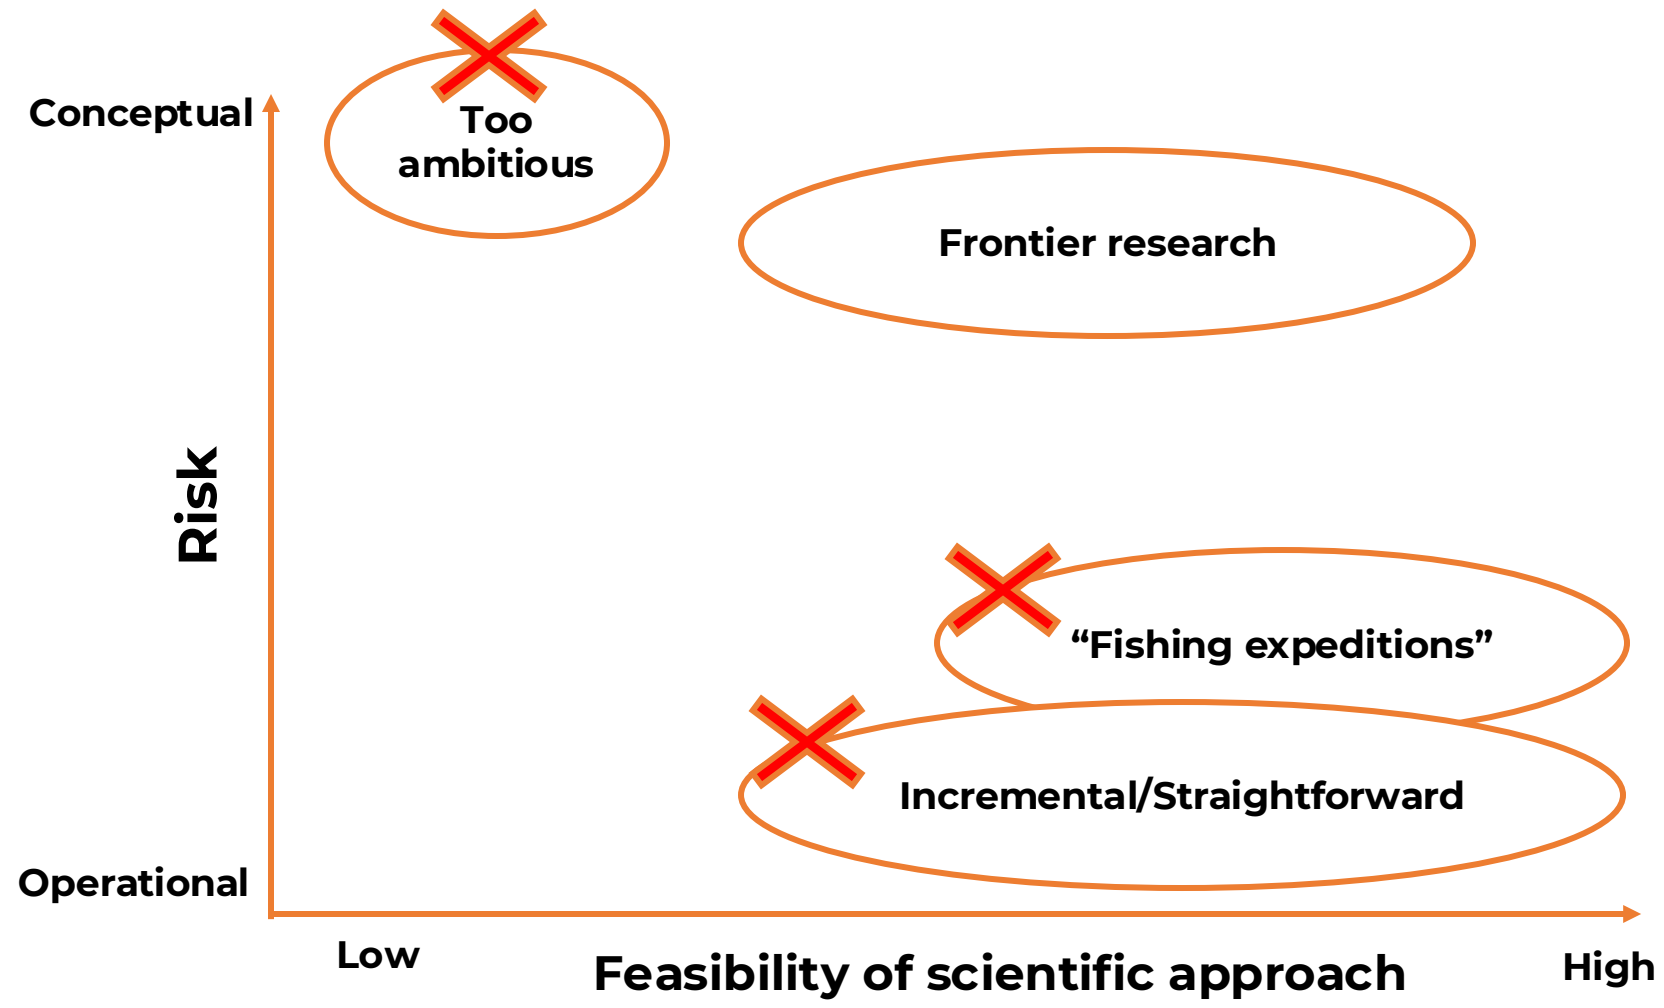 Conceptual
Too
ambitious
Frontier research
Risk
“Fishing expeditions”
Incremental/Straightforward
Operational
Low
Feasibility of scientific approach
High